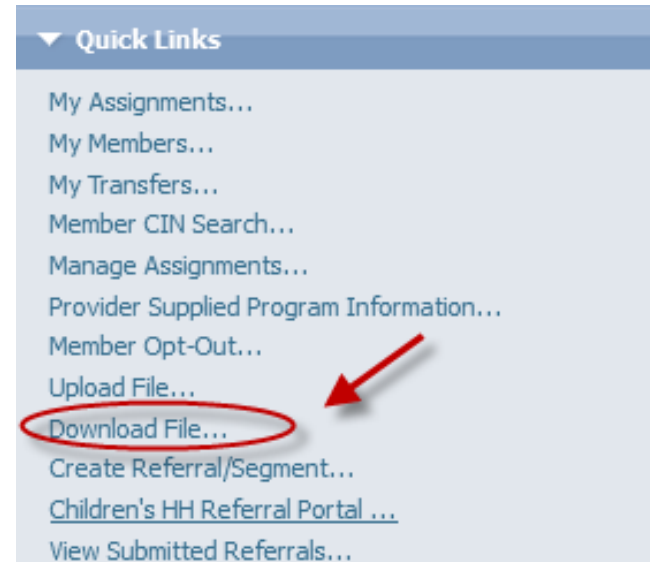 Quick Links
My Assignments...
My Members...
My Transfers...
Member CIN Search...
Manage Assignments...
Provider Supplied Program Information...
Member Opt-Out...
Upload File...
Download File...
Create Referral/Segment...
Children's HH Referral Portal ...
View Submitted Referrals...